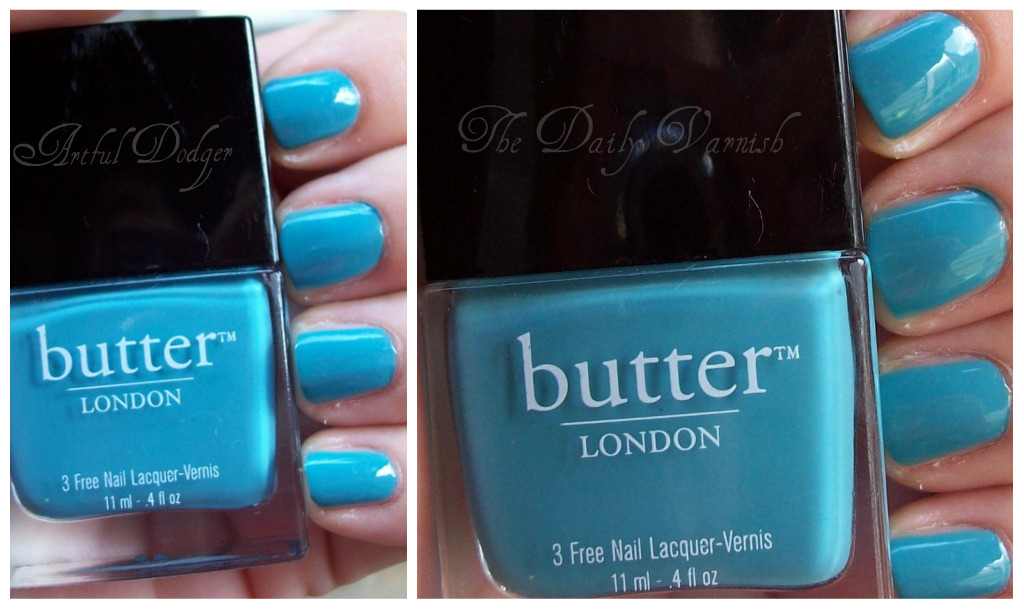 Artful Dodger
butter™
LONDON
3 Free Nail Lacquer-Vernis
11 ml - .4 fl oz
The Daily Varnish
butter™
LONDON
3 Free Nail Lacquer-Vernis
11 ml - .4 fl oz